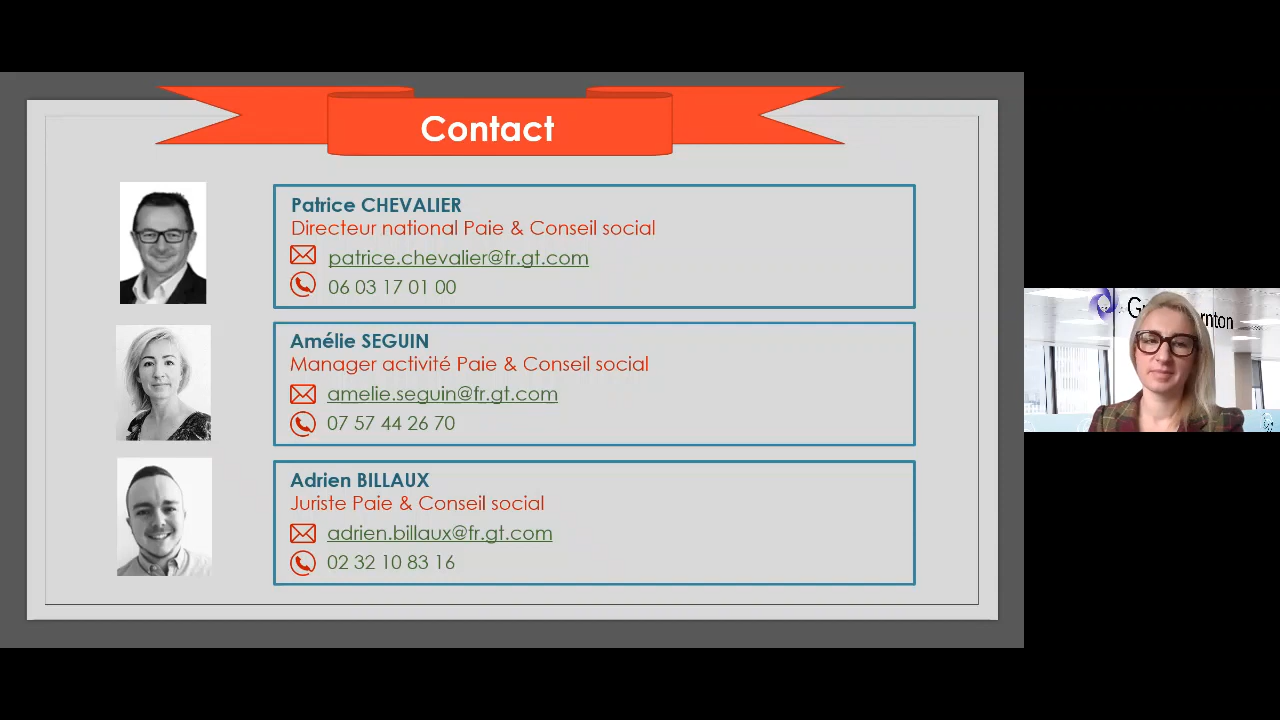 Contact
Patrice CHEVALIER
Directeur national Paie & Conseil social
patrice.chevalier@fr.gt.com
06 03 17 01 00
Amélie SEGUIN
Manager activité Paie & Conseil social
amelie.seguin@fr.gt.com
07 57 44 26 70
Adrien BILLAUX
Juriste Paie & Conseil social
adrien.billaux@fr.gt.com
02 32 10 83 16